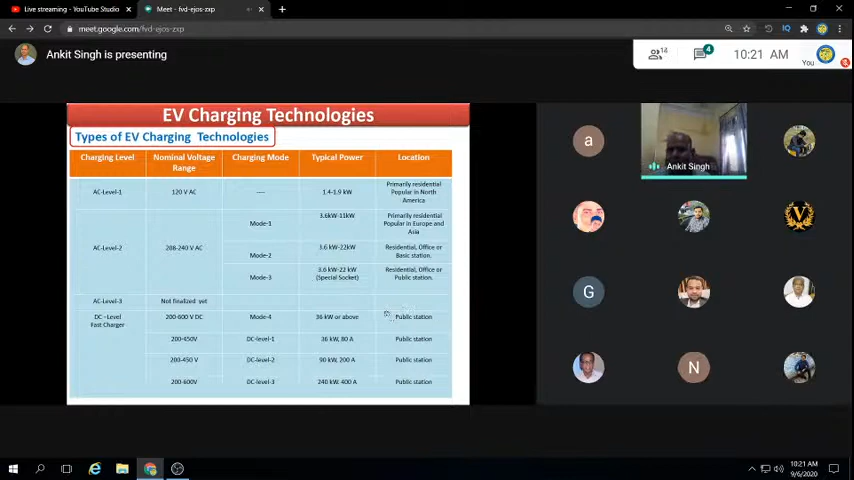 Live streaming - YouTube Studio
Meet - fvd-ejos-zxp
meet.google.com/fvd-ejos-zxp
IQ
Ankit Singh is presenting
14
4
10:21 AM
You
EV Charging Technologies
Types of EV Charging Technologies
Charging Level
Nominal Voltage
Range
Charging Mode
Typical Power
Location
AC-Level-1
120 V AC
----
1.4-1.9 kW
Primarily residential
Popular in North
America
AC-Level-2
208-240 V AC
Mode-1
3.6kW-11kW
Primarily residential
Popular in Europe and
Asia
Mode-2
3.6 kW-22kW
Residential, Office or
Basic station.
Mode-3
3.6 kW-22 kW
(Special Socket)
Residential, Office or
Public station.
AC-Level-3
Not finalized yet
DC -Level
Fast Charger
200-600 V DC
Mode-4
36 kW or above
Public station
200-450V
DC-level-1
36 kW, 80 A
Public station
200-450 V
DC-level-2
90 kW, 200 A
Public station
200-600V
DC-level-3
240 kW, 400 A
Public station
a
Ankit Singh
V
G
N
10:21 AM
9/6/2020